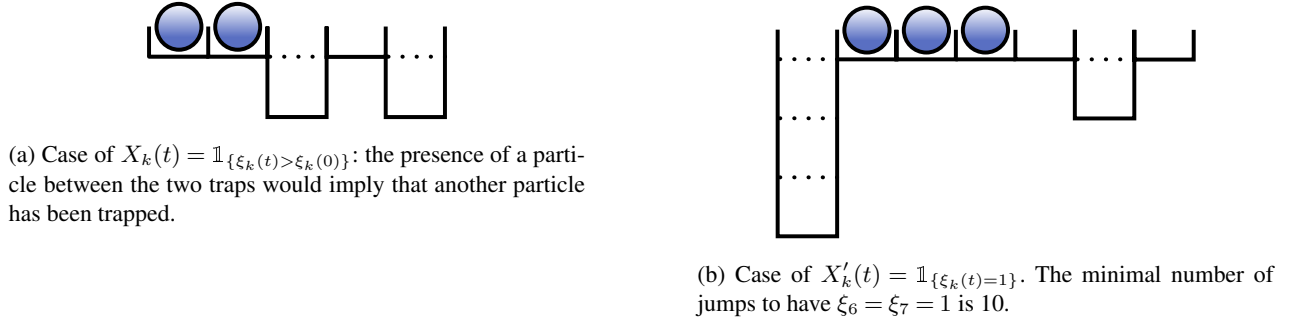 (a) Case of $X_k(t) = \mathbb{1}_{\{\xi_k(t)>\xi_k(0)\}}$: the presence of a parti-
cle between the two traps would imply that another particle
has been trapped.
(b) Case of $X'_k(t) = \mathbb{1}_{\{\xi_k(t)=1\}}$. The minimal number of
jumps to have $\xi_6 = \xi_7 = 1$ is 10.